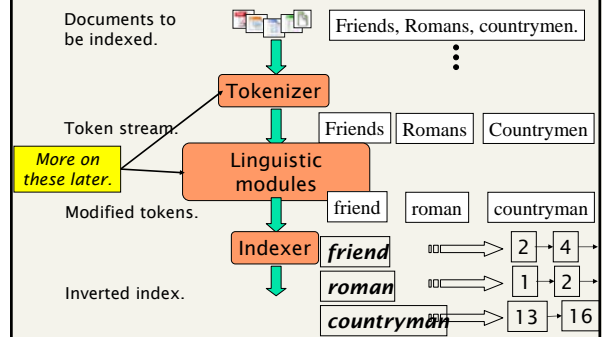 Documents to
be indexed.
Friends, Romans, countrymen.
Tokenizer
Token stream.
Friends Romans Countrymen
More on
these later.
Linguistic
modules
Modified tokens.
friend roman countryman
Indexer
friend 2 4
roman 1 2
Inverted index.
countryman 13 16